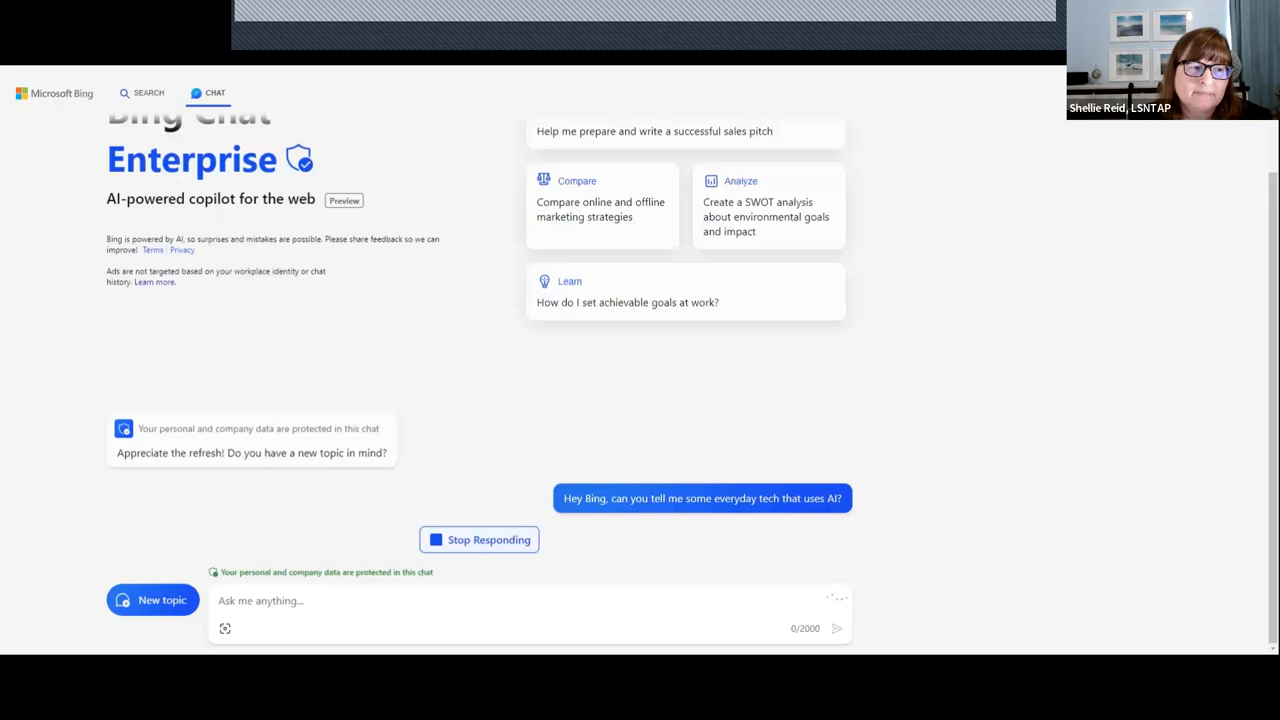 Microsoft Bing
SEARCH
CHAT
Shellie Reid, LSNTAP
Bing Chat
Enterprise
AI-powered copilot for the web
Preview
Bing is powered by AI, so surprises and mistakes are possible. Please share feedback so we can
improve! Terms | Privacy
Ads are not targeted based on your workplace identity or chat
history. Learn more.
Help me prepare and write a successful sales pitch
Compare
Compare online and offline
marketing strategies
Analyze
Create a SWOT analysis
about environmental goals
and impact
Learn
How do I set achievable goals at work?
Your personal and company data are protected in this chat
Appreciate the refresh! Do you have a new topic in mind?
Hey Bing, can you tell me some everyday tech that uses AI?
Stop Responding
Your personal and company data are protected in this chat
New topic
Ask me anything...
0/2000